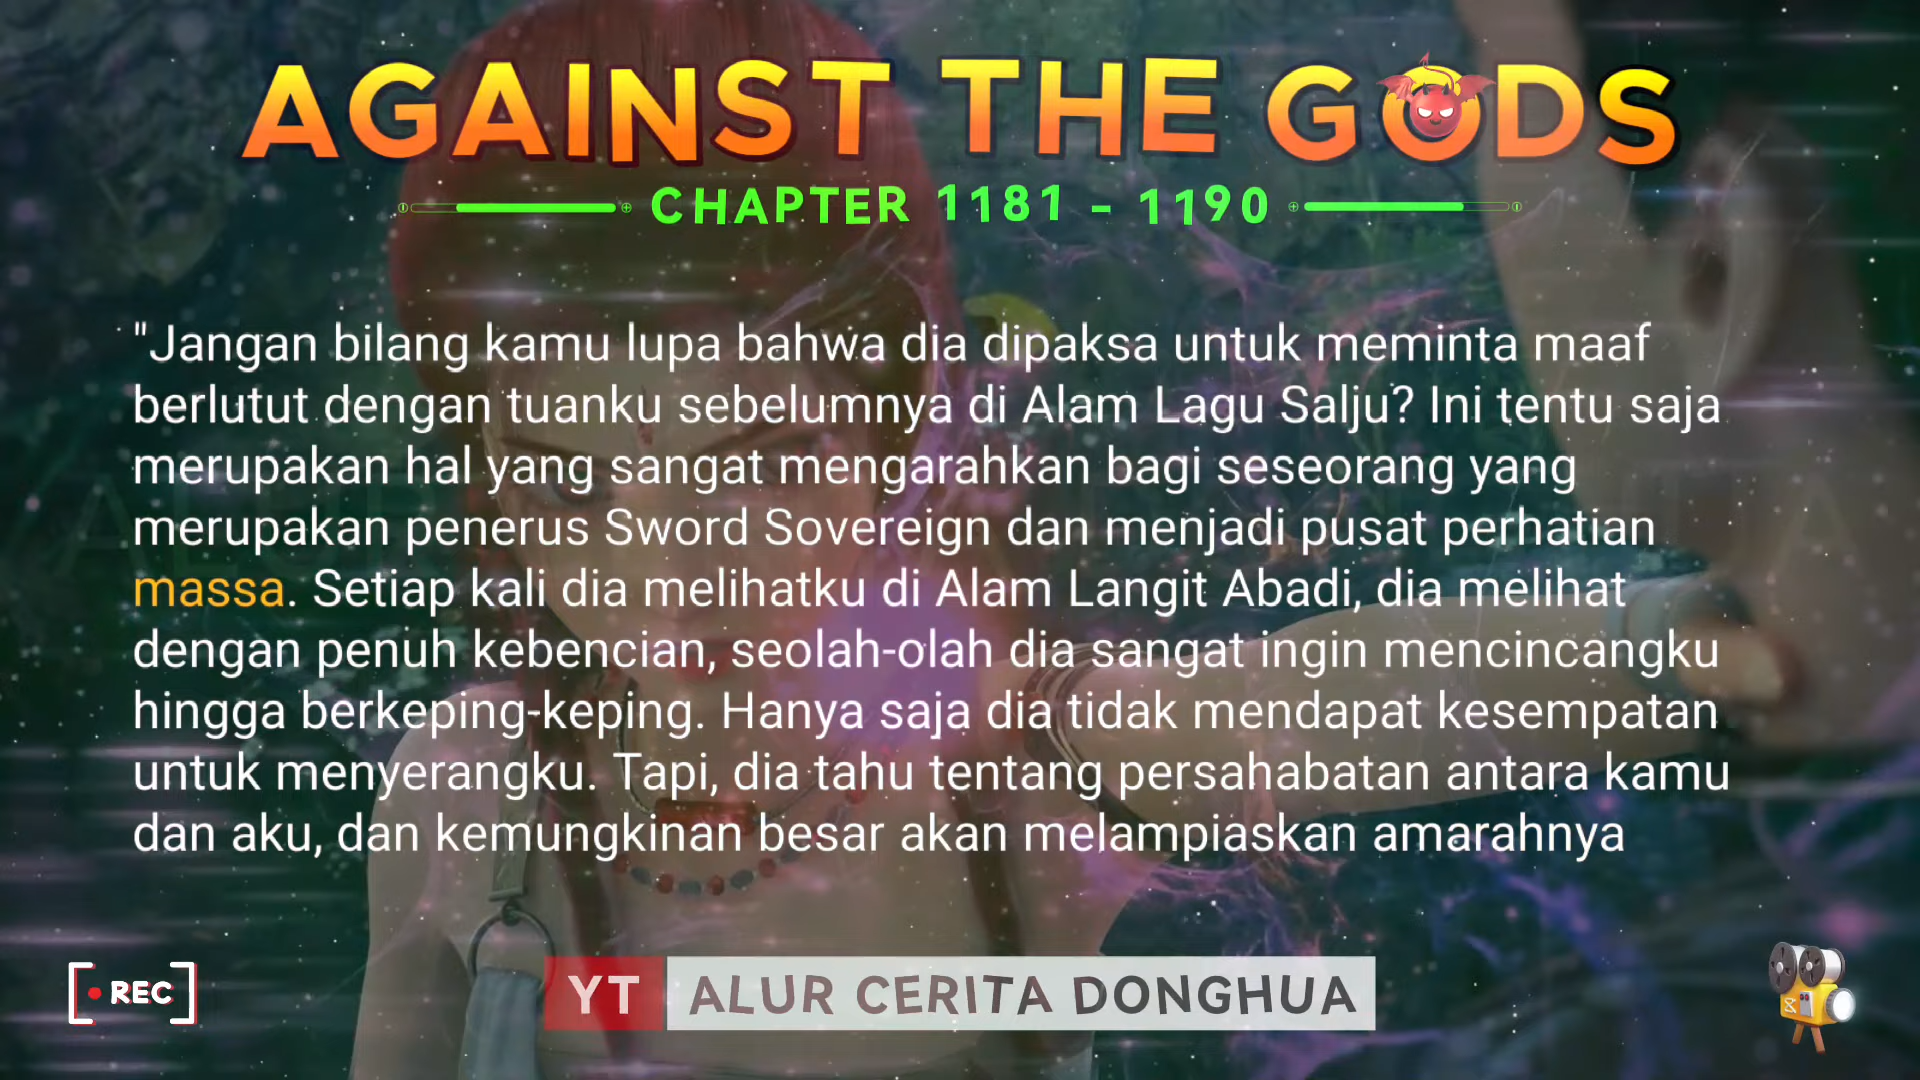 AGAINST THE GODS
CHAPTER 1181 - 1190
"Jangan bilang kamu lupa bahwa dia dipaksa untuk meminta maaf
berlutut dengan tuanku sebelumnya di Alam Lagu Salju? Ini tentu saja
merupakan hal yang sangat mengarahkan bagi seseorang yang
merupakan penerus Sword Sovereign dan menjadi pusat perhatian
massa. Setiap kali dia melihatku di Alam Langit Abadi, dia melihat
dengan penuh kebencian, seolah-olah dia sangat ingin mencincangku
hingga berkeping-keping. Hanya saja dia tidak mendapat kesempatan
untuk menyerangku. Tapi, dia tahu tentang persahabatan antara kamu
dan aku, dan kemungkinan besar akan melampiaskan amarahnya
REC
YT ALUR CERITA DONGHUA